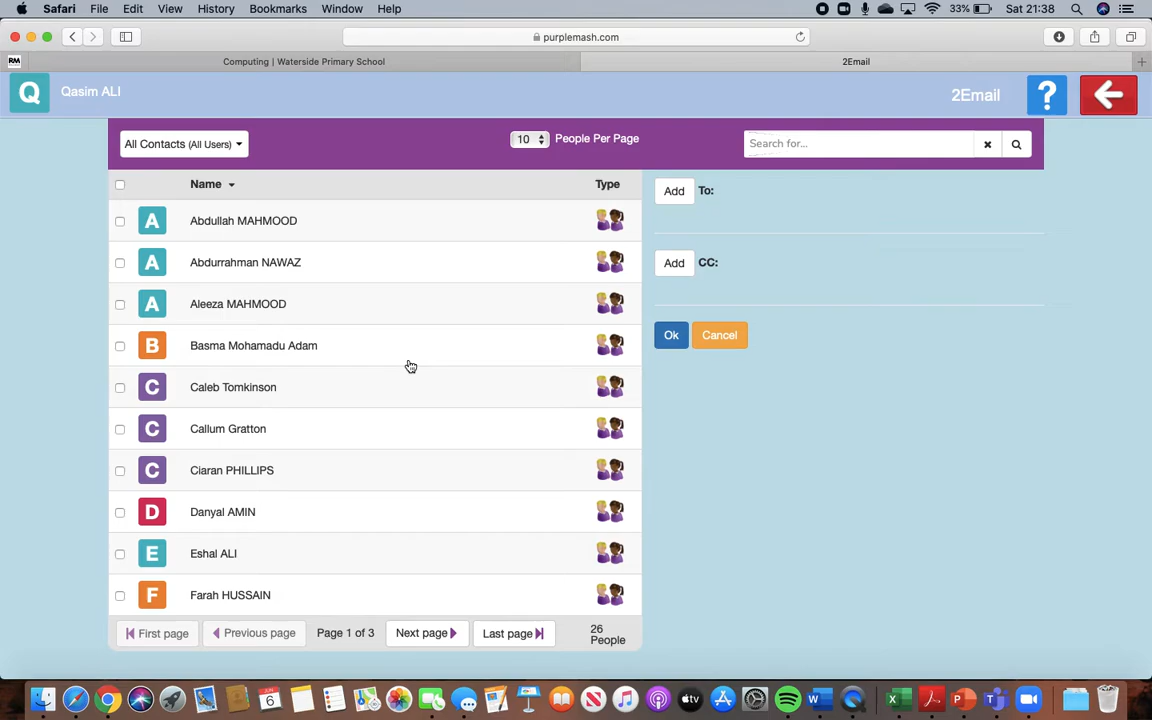 Safari File Edit View History Bookmarks Window Help 33% Sat 21:38
purplemash.com
RM Computing | Waterside Primary School 2Email
Q Qasim ALI 2Email ?
All Contacts (All Users) 10 People Per Page Search for...
Name Type Add To:
A Abdullah MAHMOOD
A Abdurrahman NAWAZ Add CC:
A Aleeza MAHMOOD
B Basma Mohamadu Adam Ok Cancel
C Caleb Tomkinson
C Callum Gratton
C Ciaran PHILLIPS
D Danyal AMIN
E Eshal ALI
F Farah HUSSAIN
First page Previous page Page 1 of 3 Next page Last page 26 People
6 tv